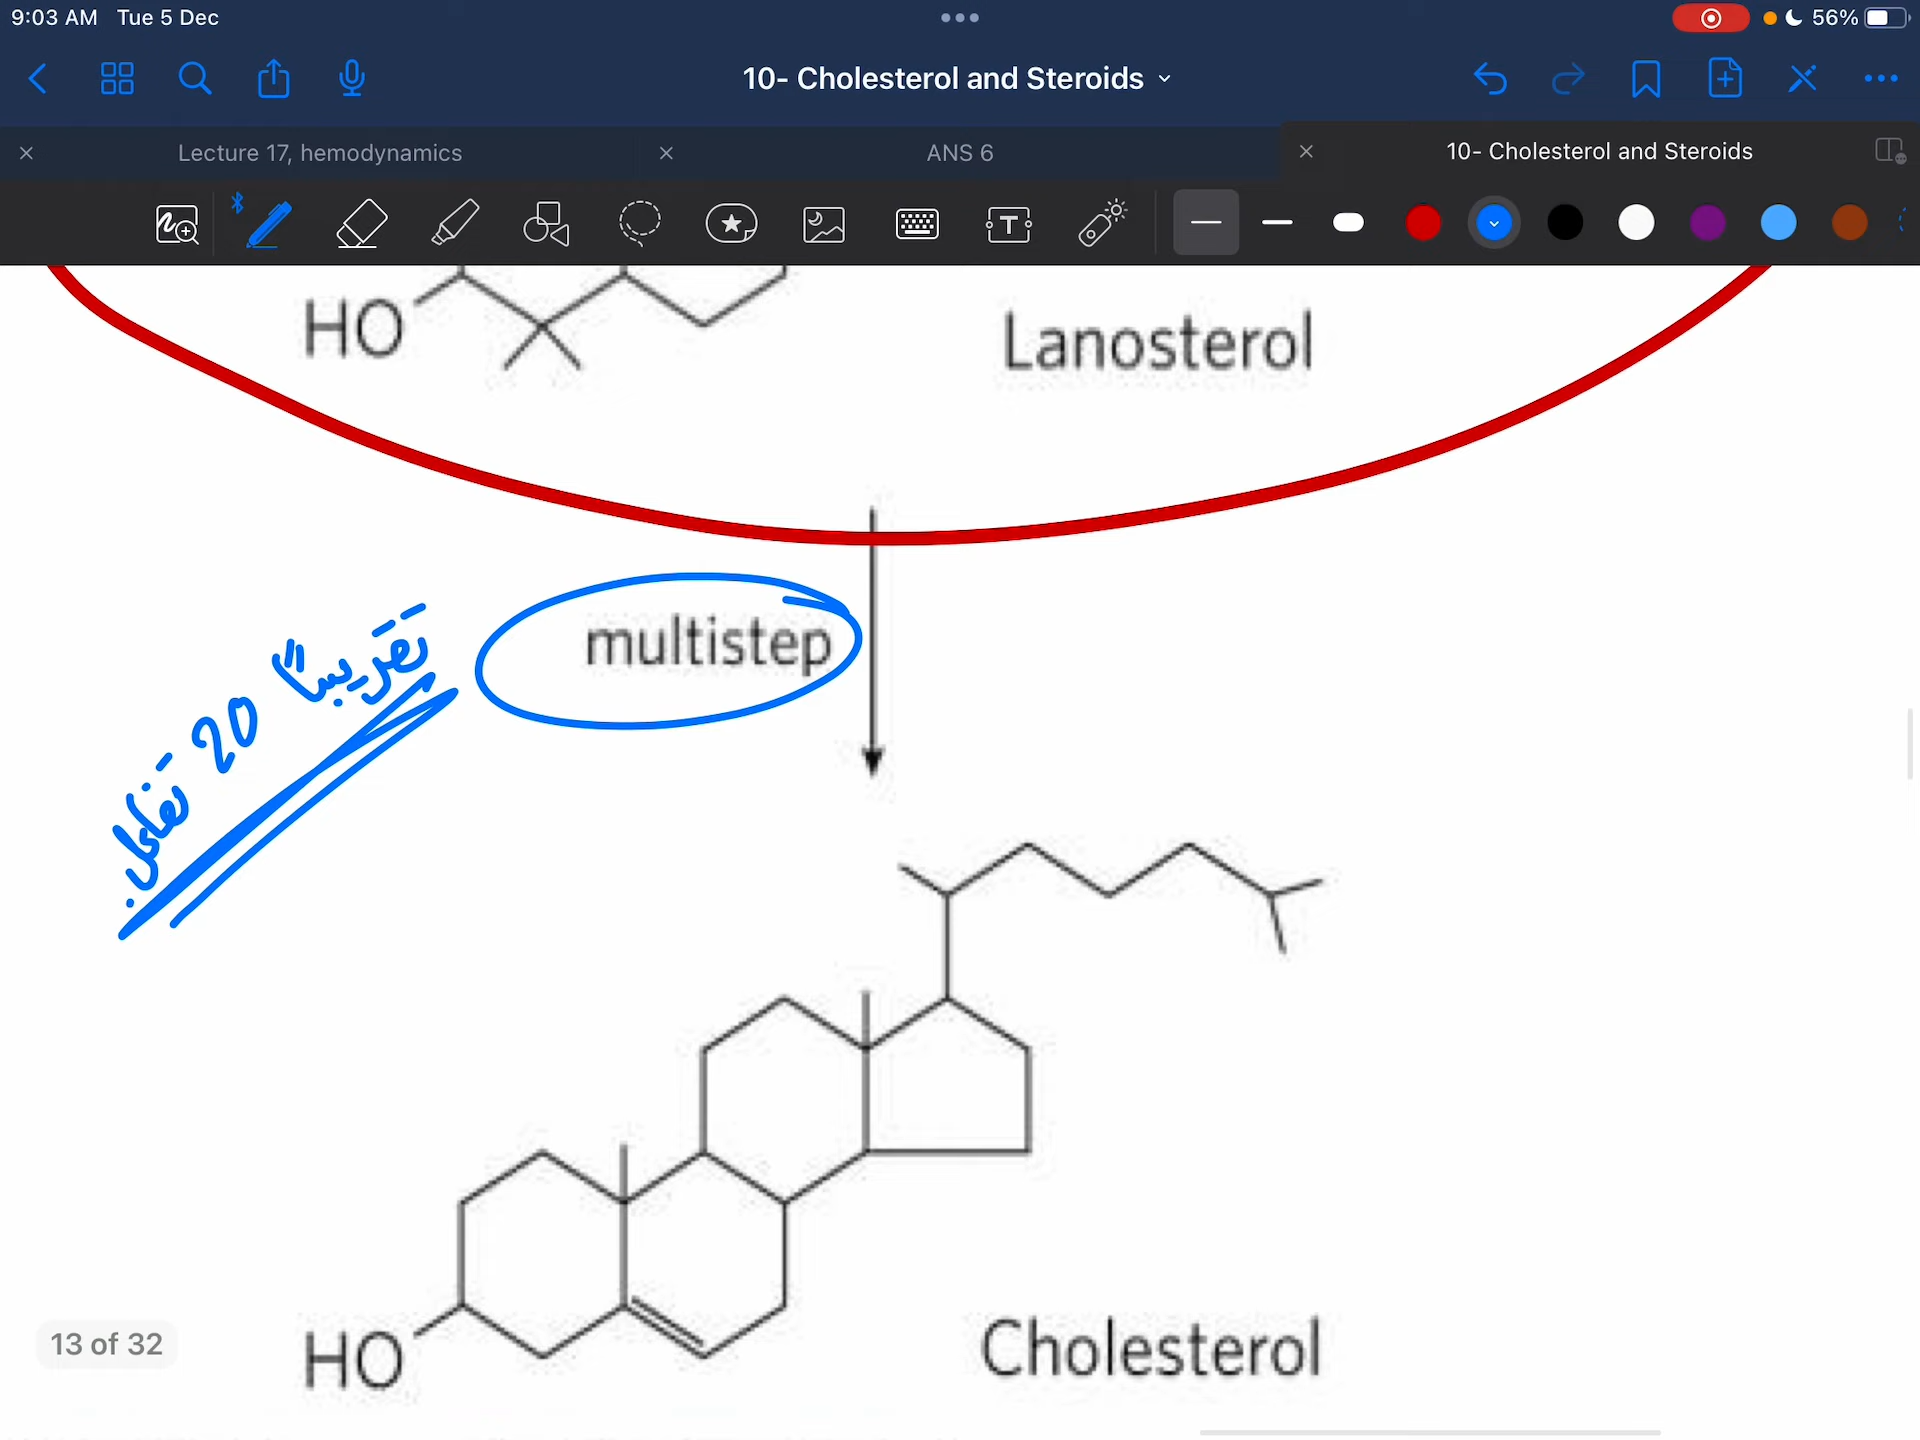 9:03 AM Tue 5 Dec
56%
10- Cholesterol and Steroids
Lecture 17, hemodynamics
ANS 6
10- Cholesterol and Steroids
T
HO
Lanosterol
multistep
تقريباً 20 تفاعل
HO
Cholesterol
13 of 32